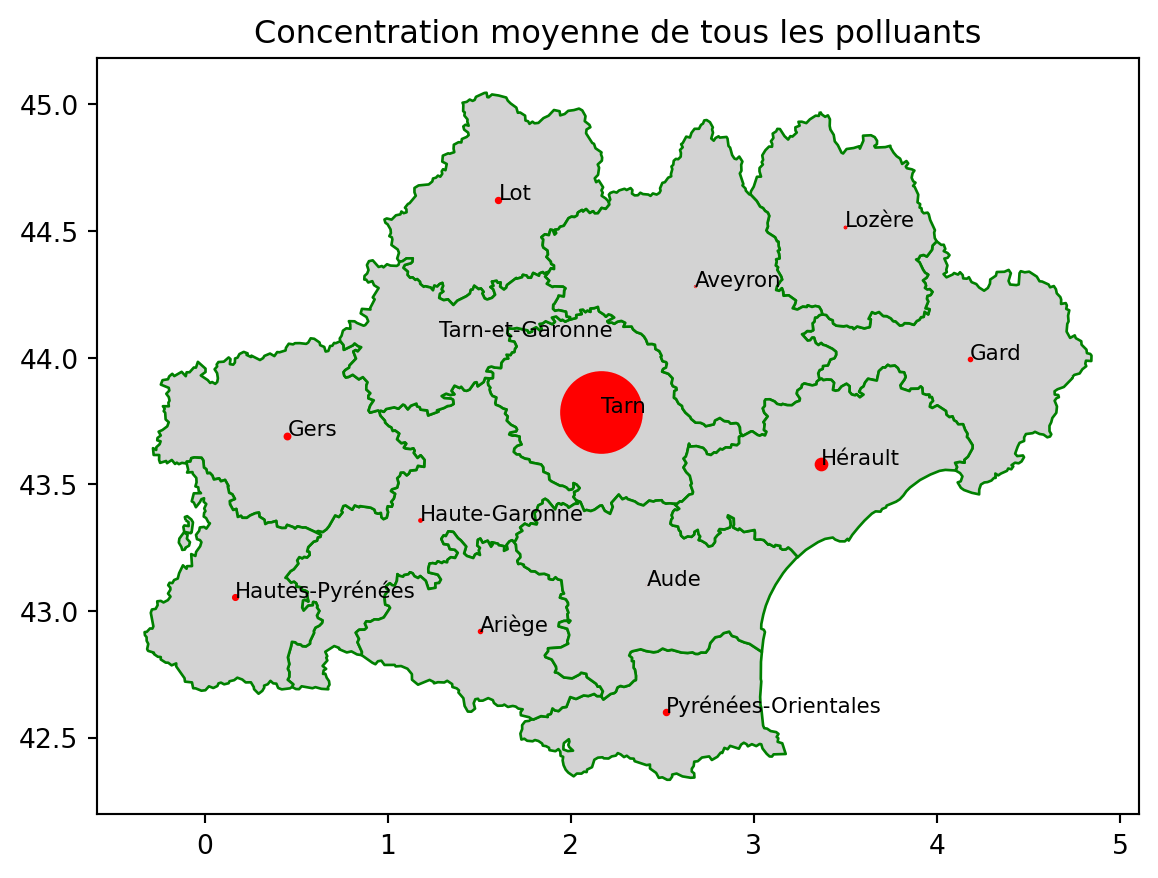 Concentration moyenne de tous les polluants
45.0
44.5
44.0
43.5
43.0
42.5
Lot
Lozère
Aveyron
Tarn-et-Garonne
Gard
Tarn
Gers
Hérault
Haute-Garonne
Aude
Hautes-Pyrénées
Ariège
Pyrénées-Orientales
0 1 2 3 4 5